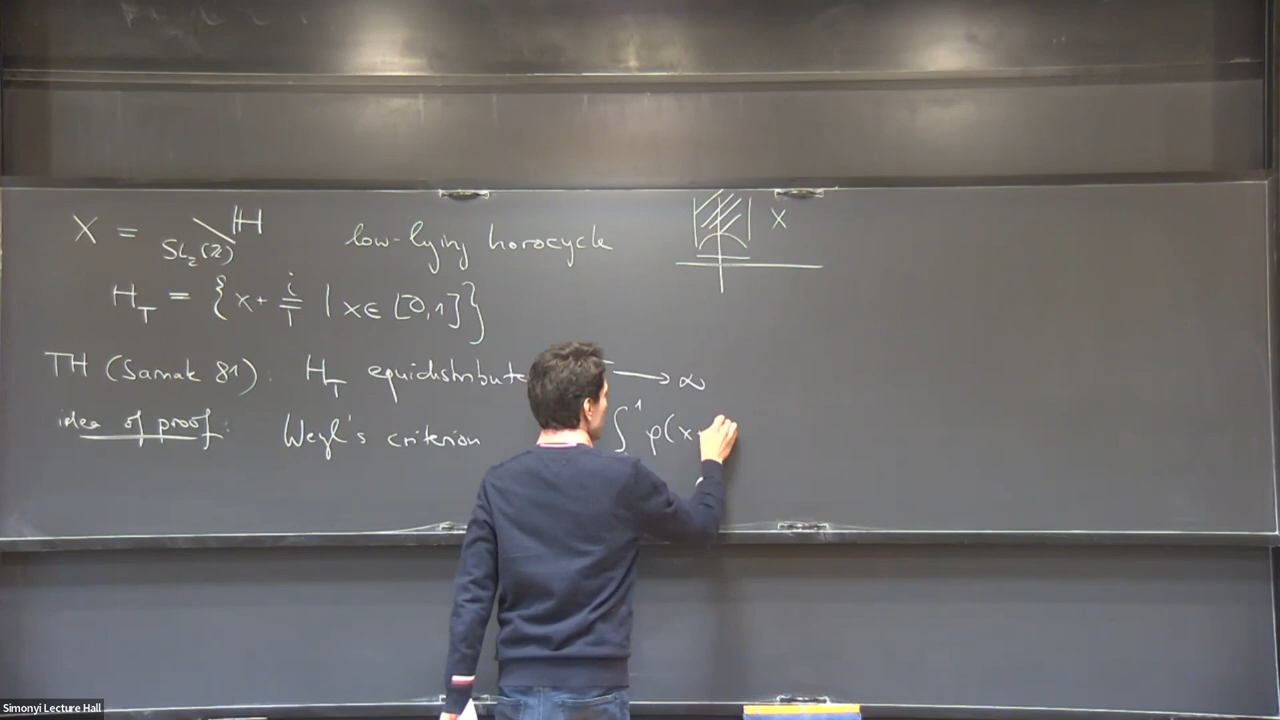 X = SL₂(ℤ)\ℍ low-lying horocycle X
H_T = { x + i/T | x ∈ [0,1] }
TH (Sarnak 81): H_T equidistribute → ∞
idea of proof: Weyl's criterion ∫ ¹ φ(x
Simonyi Lecture Hall